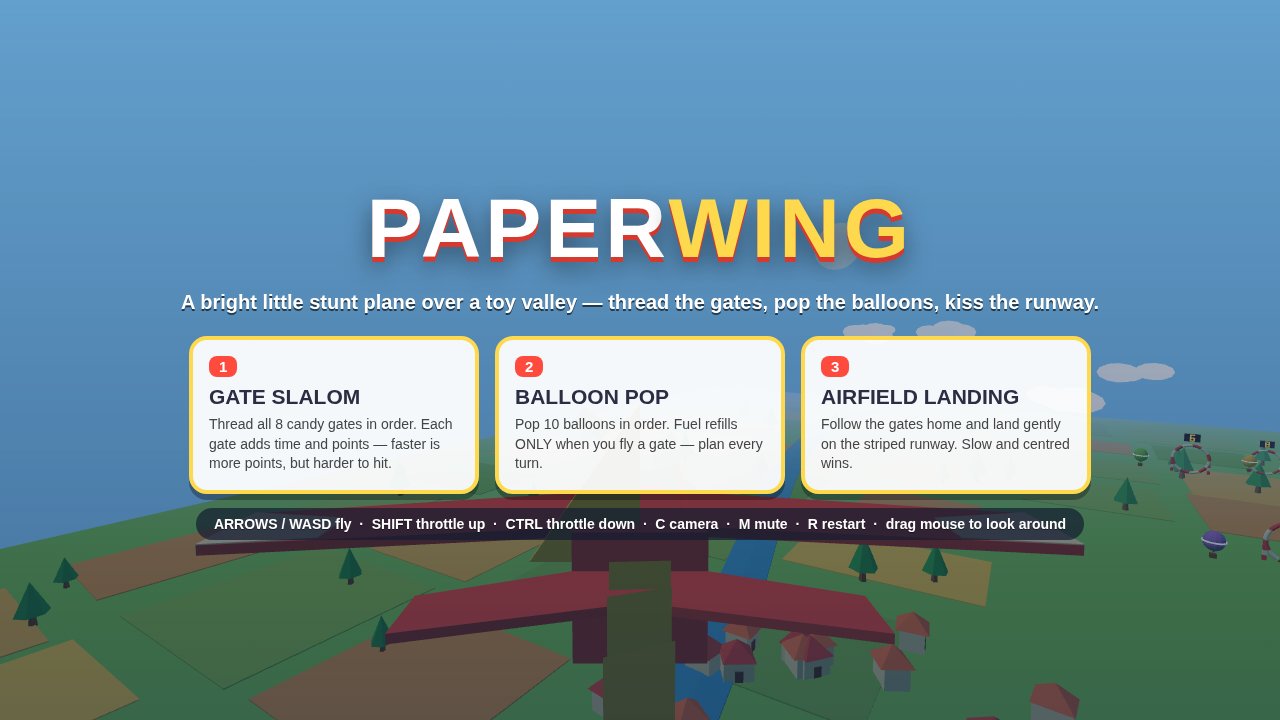 PAPERWING
A bright little stunt plane over a toy valley — thread the gates, pop the balloons, kiss the runway.
1
GATE SLALOM
Thread all 8 candy gates in order. Each
gate adds time and points — faster is
more points, but harder to hit.
2
BALLOON POP
Pop 10 balloons in order. Fuel refills
ONLY when you fly a gate — plan every
turn.
3
AIRFIELD LANDING
Follow the gates home and land gently
on the striped runway. Slow and centred
wins.
ARROWS / WASD fly · SHIFT throttle up · CTRL throttle down · C camera · M mute · R restart · drag mouse to look around